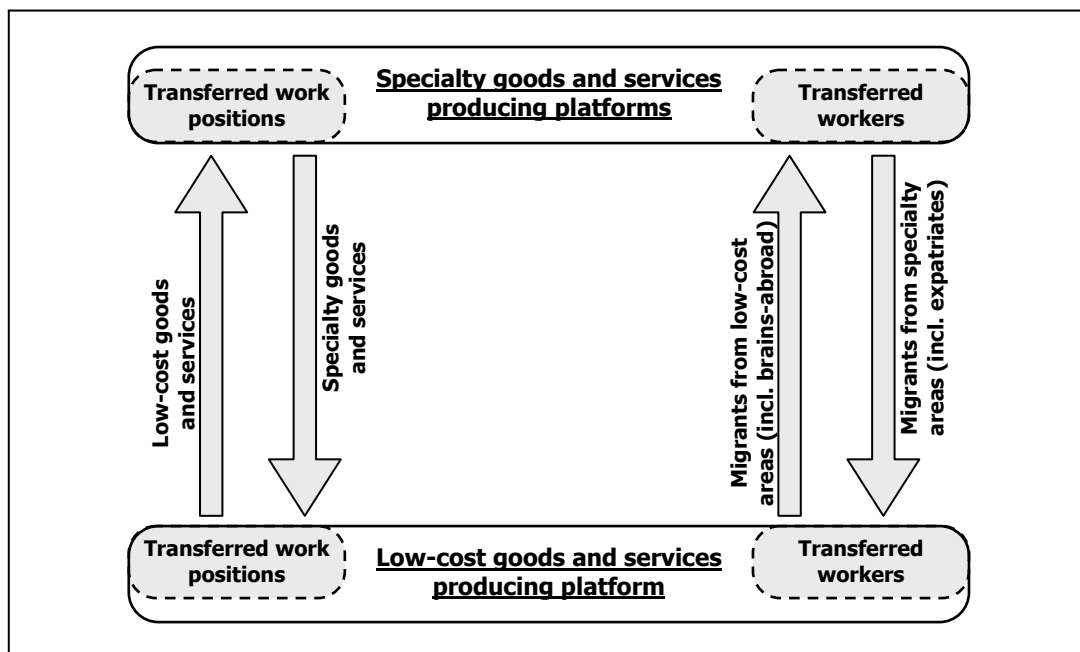 Transferred work
positions
Specialty goods and services
producing platforms
Transferred
workers
Low-cost goods
and services
Specialty goods
and services
Migrants from low-cost
areas (incl. brains-abroad)
Migrants from specialty
areas (incl. expatriates)
Transferred work
positions
Low-cost goods and services
producing platform
Transferred
workers